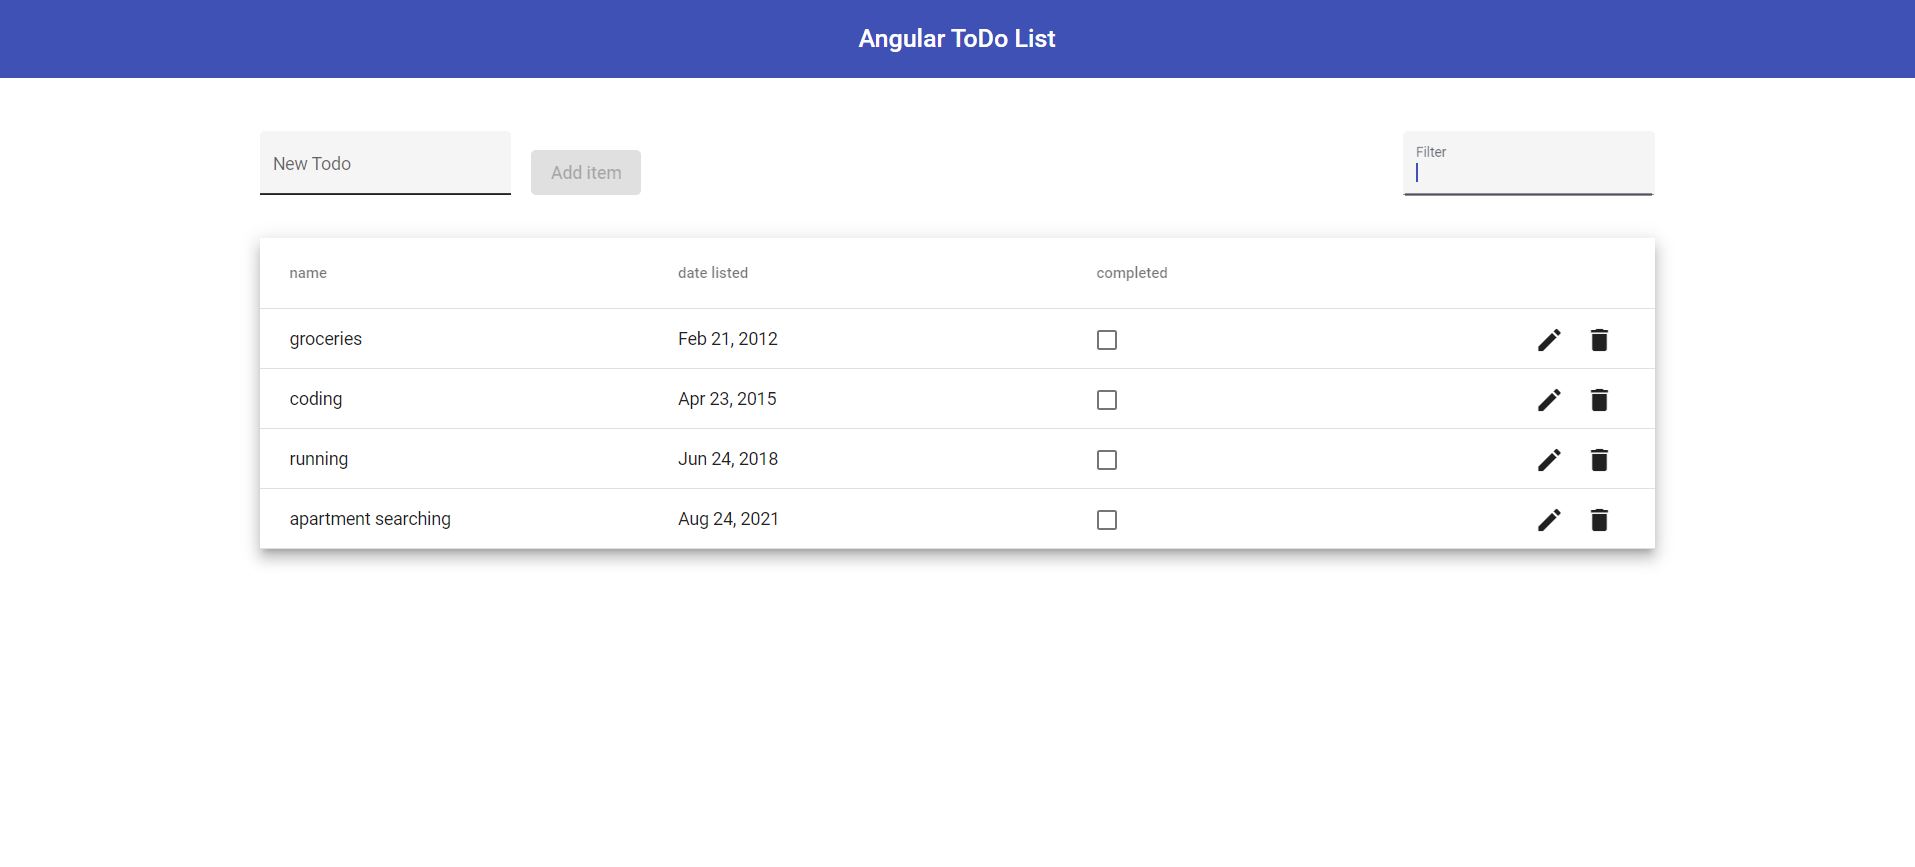 Angular ToDo List
New Todo
Add item
Filter
name date listed completed
groceries Feb 21, 2012
coding Apr 23, 2015
running Jun 24, 2018
apartment searching Aug 24, 2021